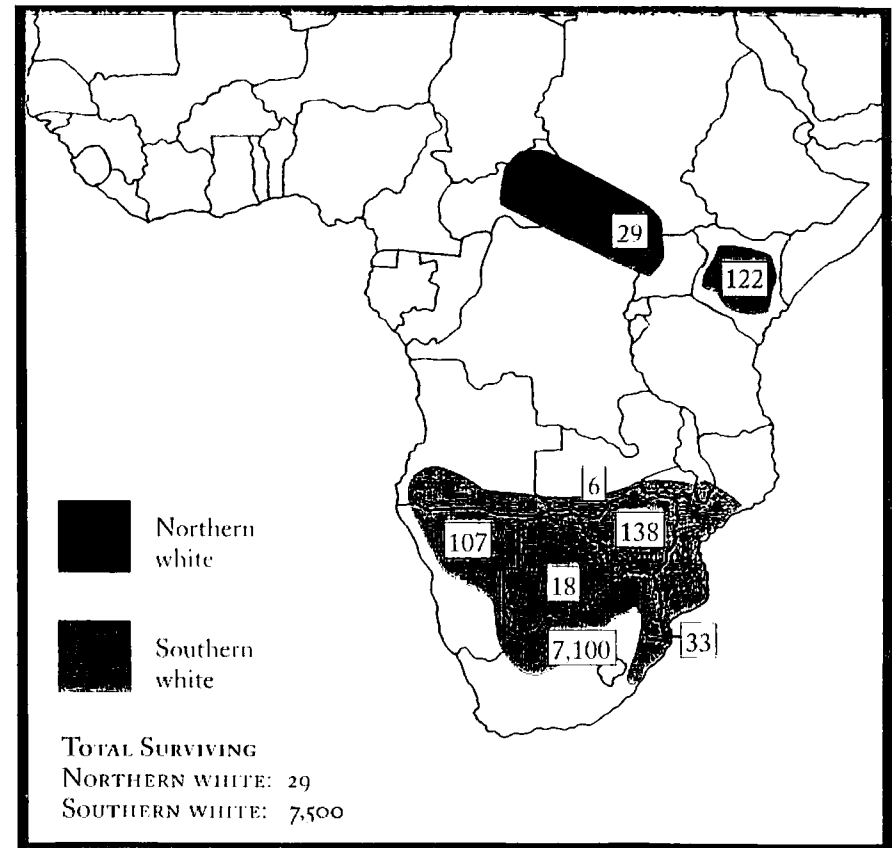 29
122
6
107
138
18
7,100
33
Northern
white
Southern
white
TOTAL SURVIVING
NORTHERN WHITE: 29
SOUTHERN WHITE: 7,500